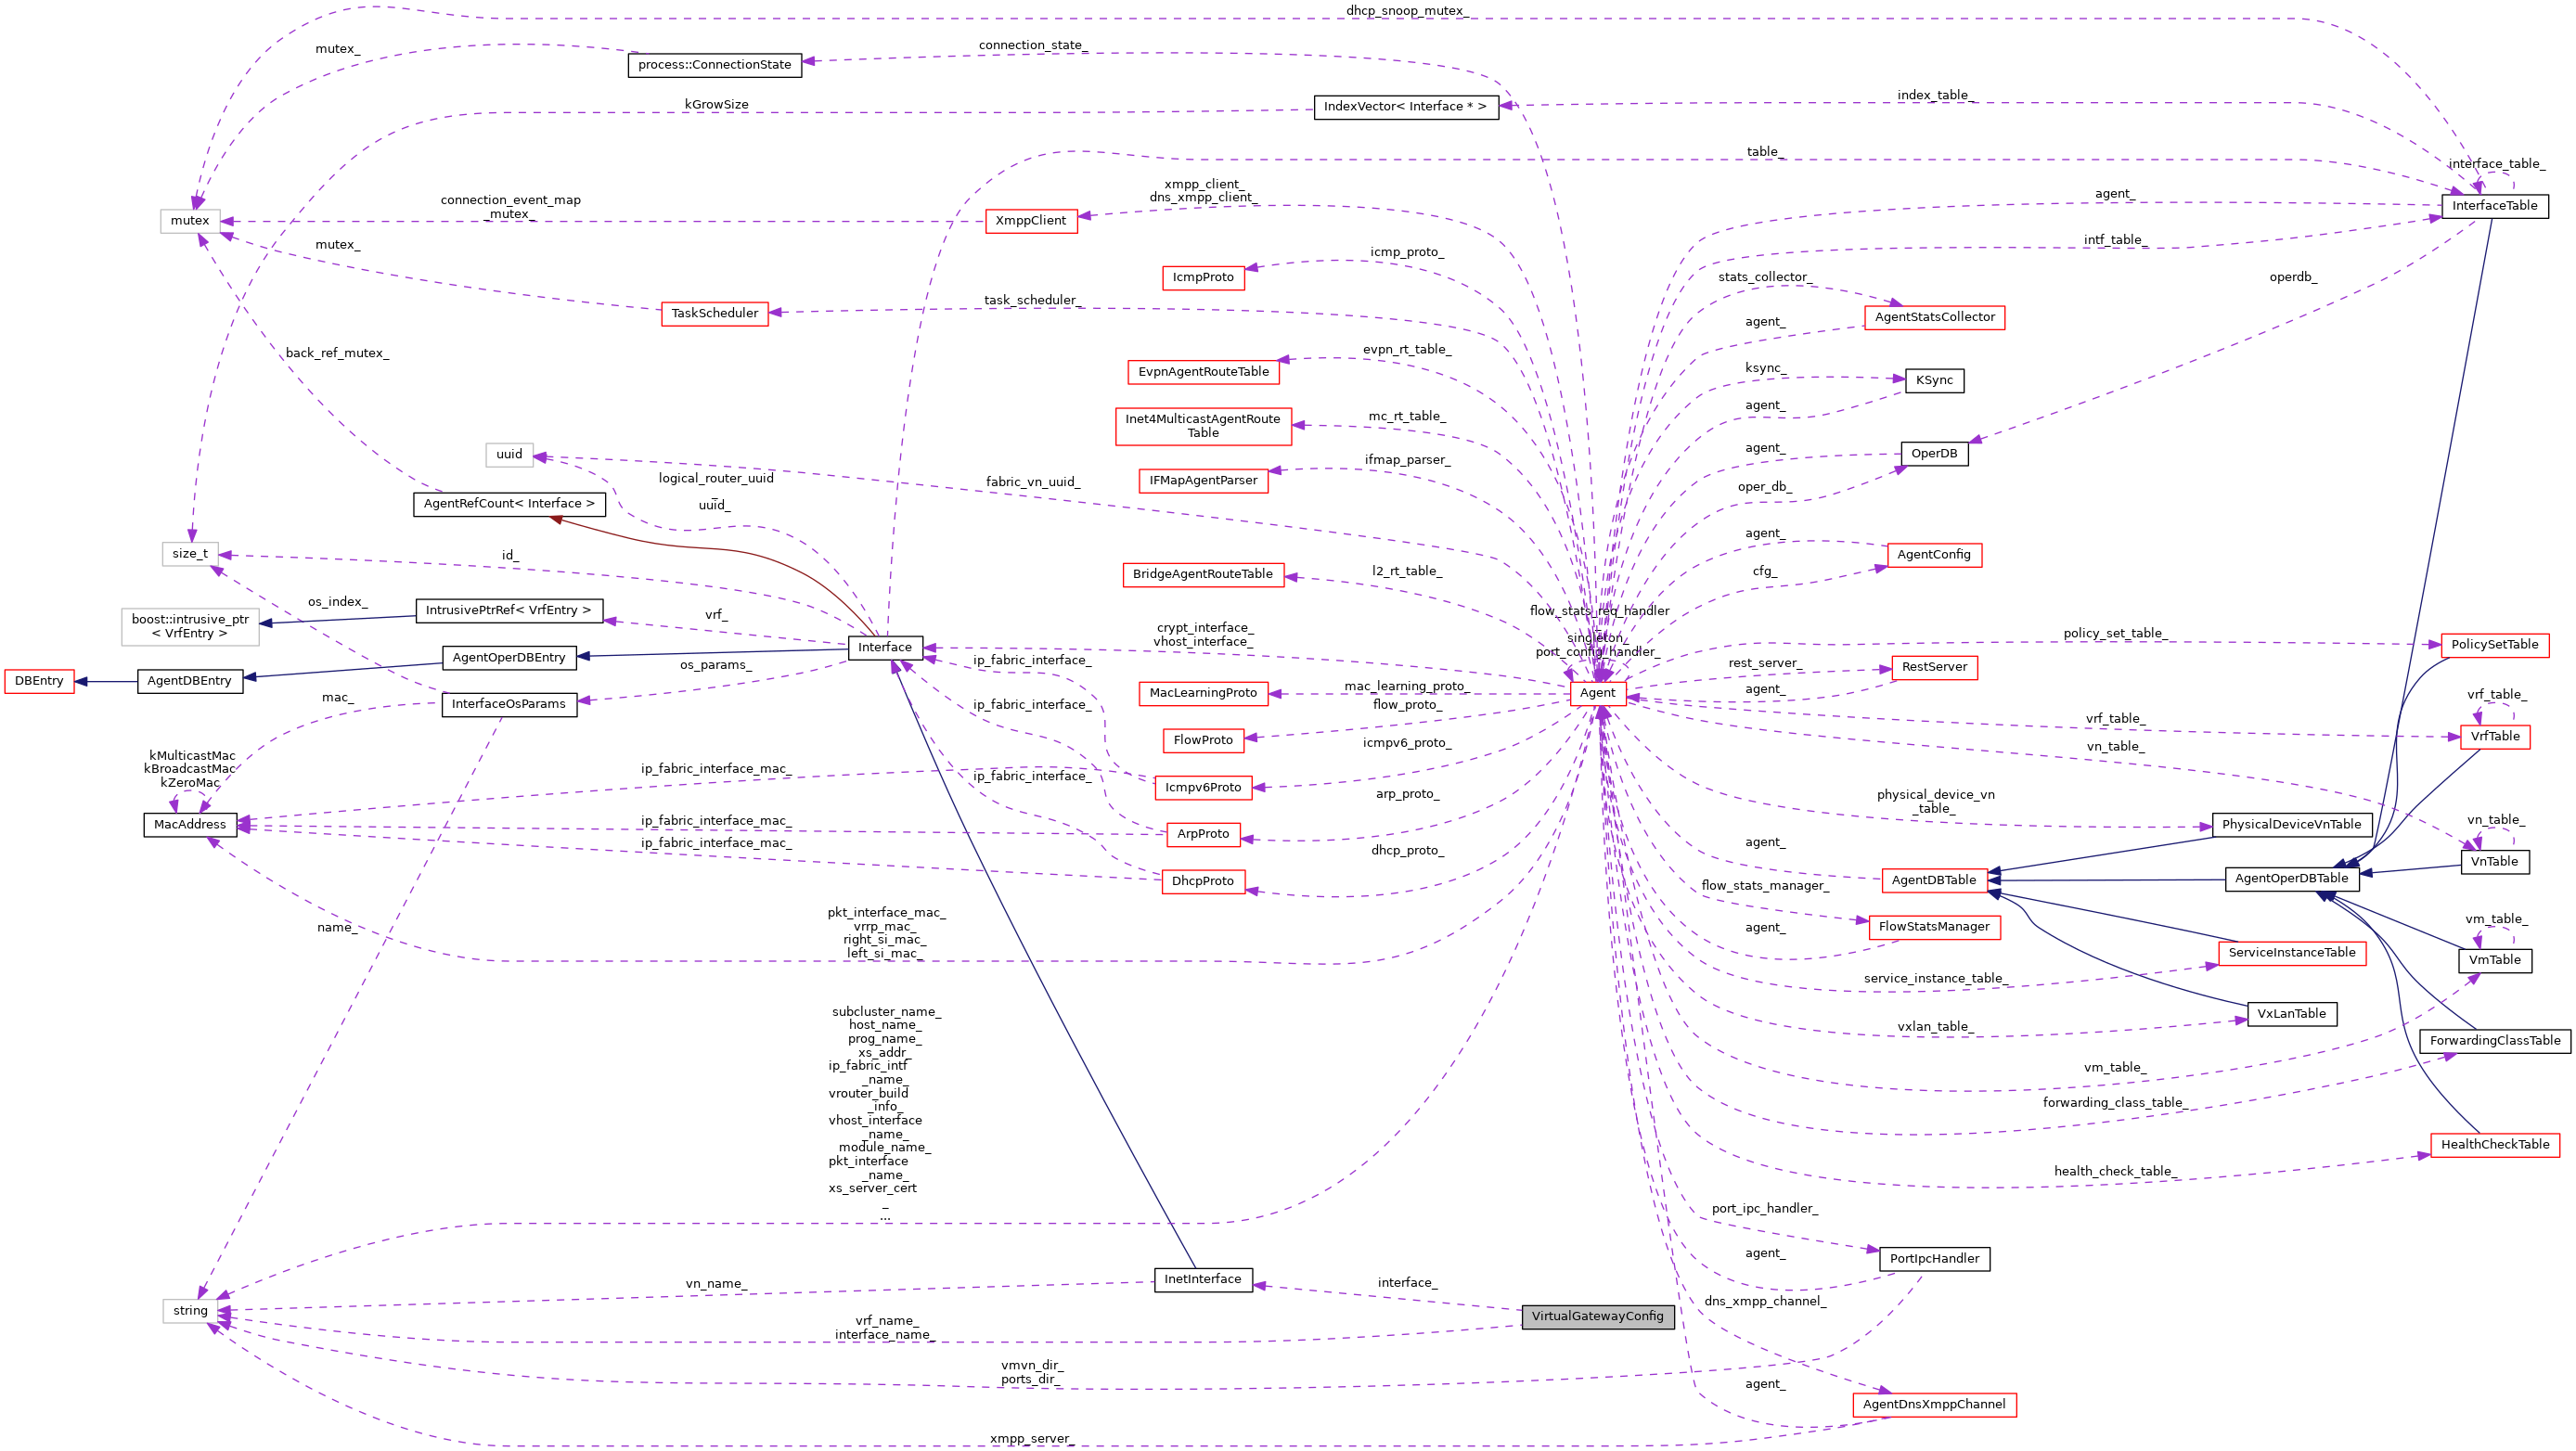 dhcp_snoop_mutex_
mutex_
connection_state_
process::ConnectionState
kGrowSize
IndexVector< Interface * >
index_table_
table_
interface_table_
xmpp_client_
dns_xmpp_client_
agent_
InterfaceTable
connection_event_map
_mutex_
mutex
XmppClient
mutex_
intf_table_
icmp_proto_
IcmpProto
stats_collector_
operdb_
task_scheduler_
TaskScheduler
agent_
AgentStatsCollector
back_ref_mutex_
evpn_rt_table_
EvpnAgentRouteTable
ksync_
KSync
agent_
mc_rt_table_
Inet4MulticastAgentRoute
Table
uuid
agent_
OperDB
ifmap_parser_
IFMapAgentParser
logical_router_uuid
_
uuid_
fabric_vn_uuid_
oper_db_
AgentRefCount< Interface >
size_t
id_
agent_
AgentConfig
BridgeAgentRouteTable
l2_rt_table_
cfg_
os_index_
boost::intrusive_ptr
< VrfEntry >
IntrusivePtrRef< VrfEntry >
vrf_
flow_stats_req_handler
_
singleton_
port_config_handler_
crypt_interface_
vhost_interface_
policy_set_table_
PolicySetTable
Interface
AgentOperDBEntry
os_params_
ip_fabric_interface_
rest_server_
RestServer
DBEntry
AgentDBEntry
InterfaceOsParams
mac_
MacLearningProto
mac_learning_proto_
Agent
agent_
vrf_table_
ip_fabric_interface_
flow_proto_
FlowProto
vrf_table_
VrfTable
icmpv6_proto_
vn_table_
kMulticastMac
kBroadcastMac
kZeroMac
ip_fabric_interface_mac_
ip_fabric_interface_
Icmpv6Proto
arp_proto_
physical_device_vn
_table_
PhysicalDeviceVnTable
vn_table_
MacAddress
ip_fabric_interface_mac_
ArpProto
ip_fabric_interface_mac_
dhcp_proto_
agent_
VnTable
DhcpProto
AgentDBTable
AgentOperDBTable
flow_stats_manager_
pkt_interface_mac_
vrrp_mac_
right_si_mac_
left_si_mac_
name_
agent_
FlowStatsManager
vm_table_
ServiceInstanceTable
VmTable
service_instance_table_
subcluster_name_
host_name_
prog_name_
xs_addr_
ip_fabric_intf
_name_
vrouter_build
_info_
vhost_interface
_name_
module_name_
pkt_interface
_name_
xs_server_cert
_
...
VxLanTable
vxlan_table_
ForwardingClassTable
vm_table_
forwarding_class_table_
HealthCheckTable
health_check_table_
port_ipc_handler_
agent_
PortIpcHandler
InetInterface
vn_name_
interface_
string
dns_xmpp_channel_
VirtualGatewayConfig
vrf_name_
interface_name_
vmvn_dir_
ports_dir_
agent_
AgentDnsXmppChannel
xmpp_server_